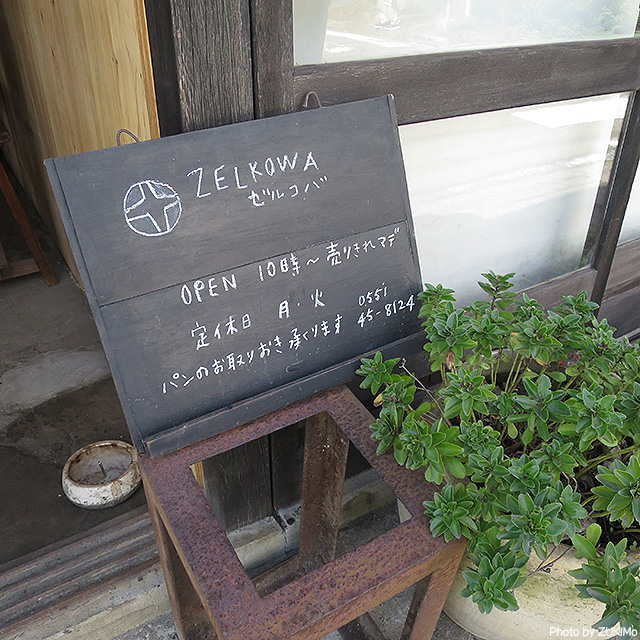 ZELKOWA
ゼルコバ
OPEN 10時〜売りきれマデ
定休日 月・火 0551
パンのお取りおき承ります 45-8124
Photo by ZUKIMo